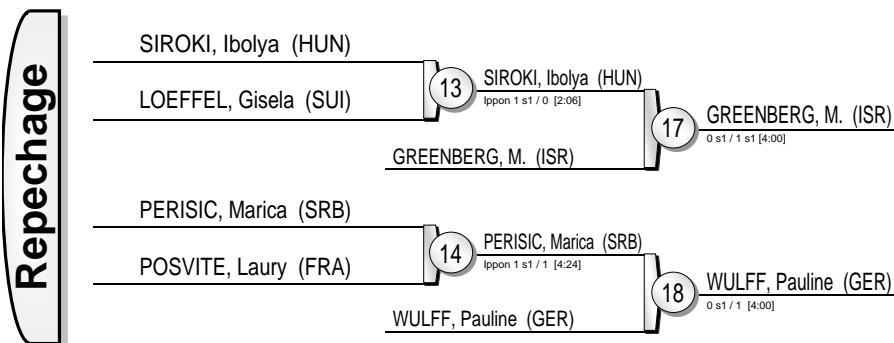 Repechage
SIROKI, Ibolya (HUN)
LOEFFEL, Gisela (SUI)
13
SIROKI, Ibolya (HUN)
Ippon 1 s1 / 0 [2:06]
GREENBERG, M. (ISR)
17
GREENBERG, M. (ISR)
0 s1 / 1 s1 [4:00]
PERISIC, Marica (SRB)
POSVITE, Laury (FRA)
14
PERISIC, Marica (SRB)
Ippon 1 s1 / 1 [4:24]
WULFF, Pauline (GER)
18
WULFF, Pauline (GER)
0 s1 / 1 [4:00]